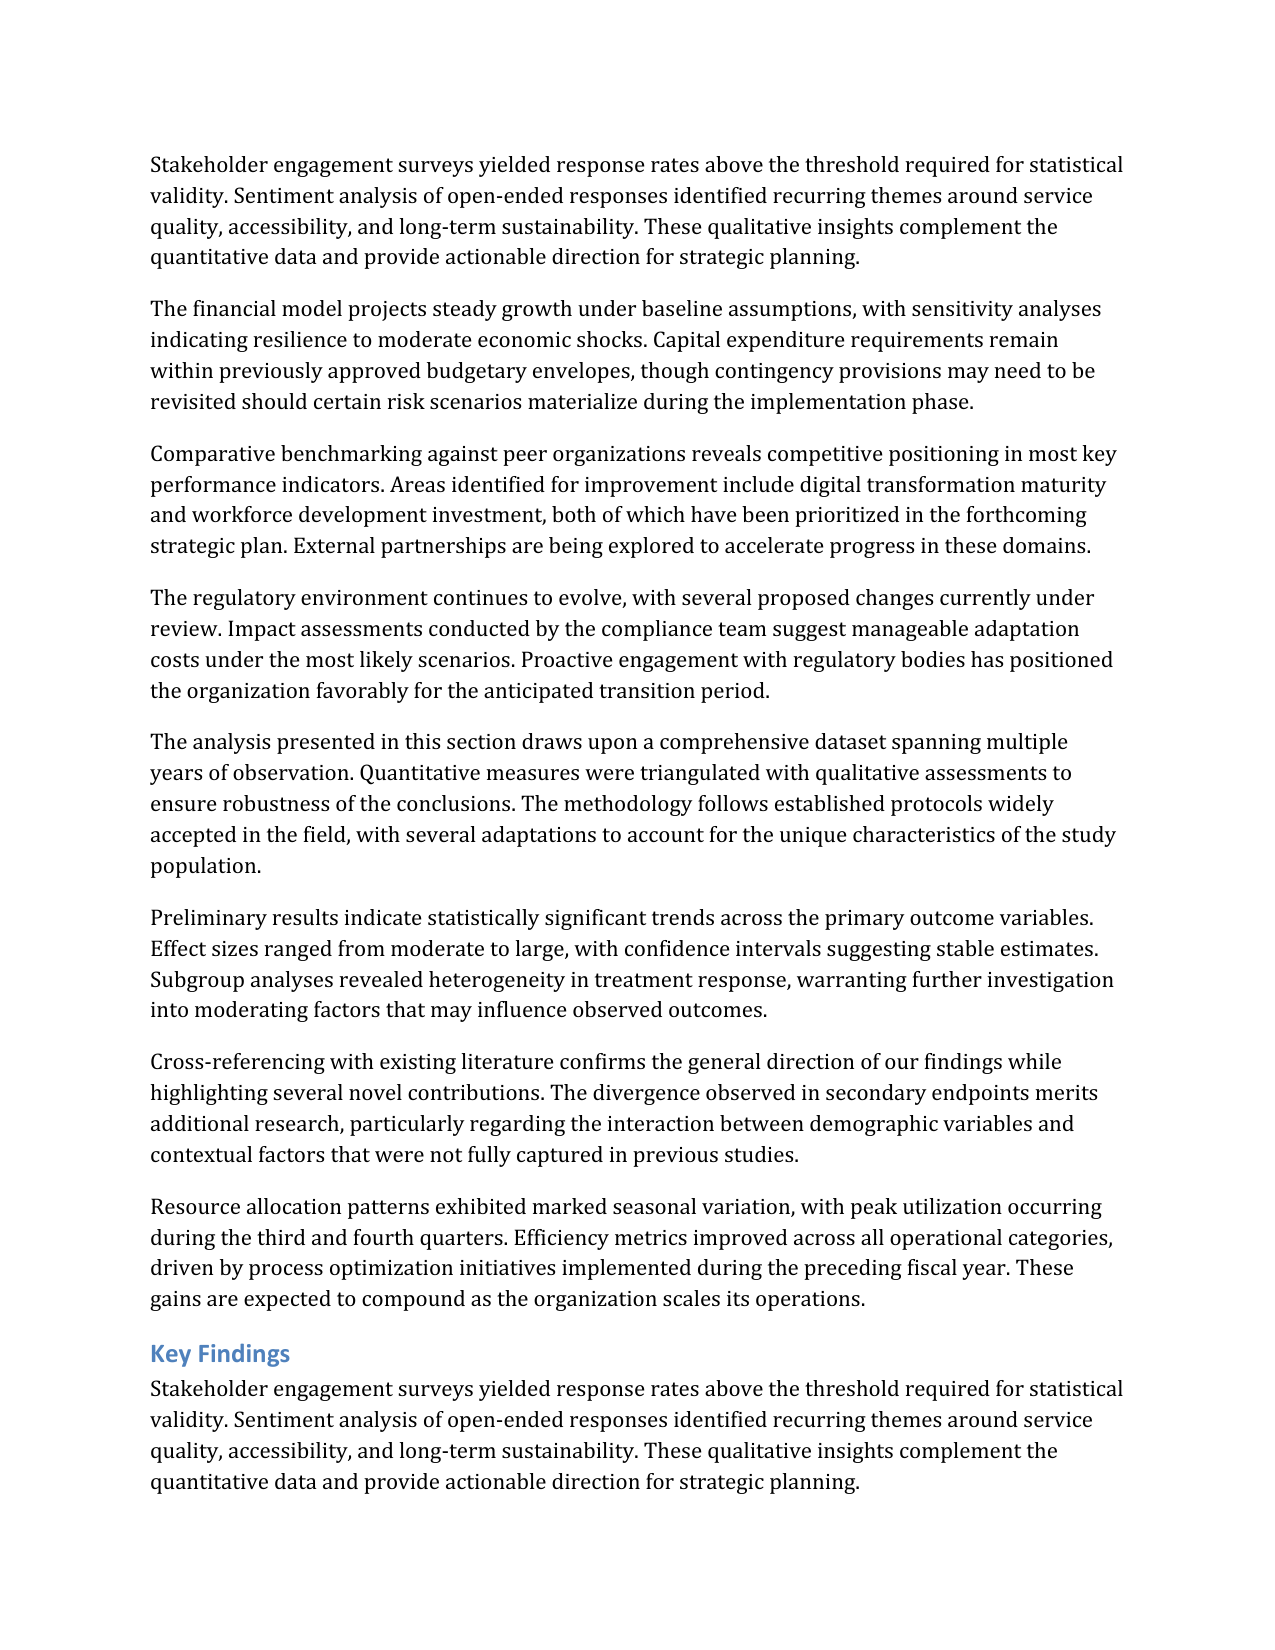 Stakeholder engagement surveys yielded response rates above the threshold required for statistical
validity. Sentiment analysis of open-ended responses identified recurring themes around service
quality, accessibility, and long-term sustainability. These qualitative insights complement the
quantitative data and provide actionable direction for strategic planning.
The financial model projects steady growth under baseline assumptions, with sensitivity analyses
indicating resilience to moderate economic shocks. Capital expenditure requirements remain
within previously approved budgetary envelopes, though contingency provisions may need to be
revisited should certain risk scenarios materialize during the implementation phase.
Comparative benchmarking against peer organizations reveals competitive positioning in most key
performance indicators. Areas identified for improvement include digital transformation maturity
and workforce development investment, both of which have been prioritized in the forthcoming
strategic plan. External partnerships are being explored to accelerate progress in these domains.
The regulatory environment continues to evolve, with several proposed changes currently under
review. Impact assessments conducted by the compliance team suggest manageable adaptation
costs under the most likely scenarios. Proactive engagement with regulatory bodies has positioned
the organization favorably for the anticipated transition period.
The analysis presented in this section draws upon a comprehensive dataset spanning multiple
years of observation. Quantitative measures were triangulated with qualitative assessments to
ensure robustness of the conclusions. The methodology follows established protocols widely
accepted in the field, with several adaptations to account for the unique characteristics of the study
population.
Preliminary results indicate statistically significant trends across the primary outcome variables.
Effect sizes ranged from moderate to large, with confidence intervals suggesting stable estimates.
Subgroup analyses revealed heterogeneity in treatment response, warranting further investigation
into moderating factors that may influence observed outcomes.
Cross-referencing with existing literature confirms the general direction of our findings while
highlighting several novel contributions. The divergence observed in secondary endpoints merits
additional research, particularly regarding the interaction between demographic variables and
contextual factors that were not fully captured in previous studies.
Resource allocation patterns exhibited marked seasonal variation, with peak utilization occurring
during the third and fourth quarters. Efficiency metrics improved across all operational categories,
driven by process optimization initiatives implemented during the preceding fiscal year. These
gains are expected to compound as the organization scales its operations.
Key Findings
Stakeholder engagement surveys yielded response rates above the threshold required for statistical
validity. Sentiment analysis of open-ended responses identified recurring themes around service
quality, accessibility, and long-term sustainability. These qualitative insights complement the
quantitative data and provide actionable direction for strategic planning.